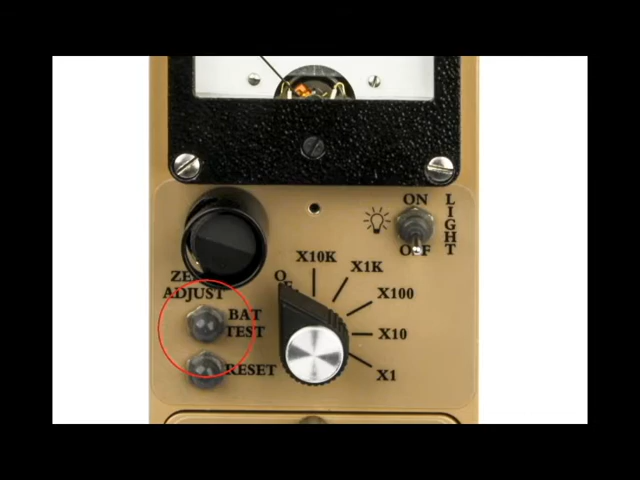 ON
OFF
LIGHT
X10K
X1K
X100
X10
X1
ADJUST
BAT
TEST
RESET